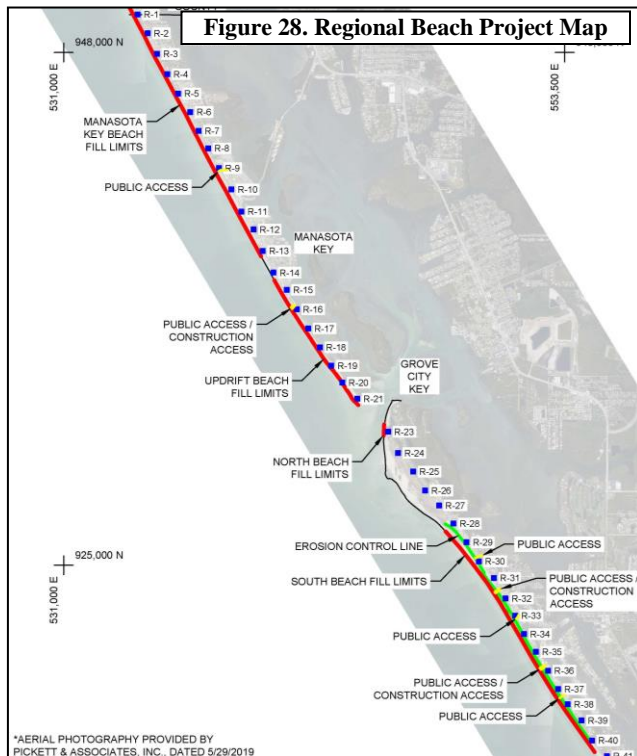 Figure 28. Regional Beach Project Map
948,000 N
531,000 E
553,500 E
R-1
R-2
R-3
R-4
R-5
R-6
MANASOTA
KEY BEACH
FILL LIMITS
R-7
R-8
R-9
PUBLIC ACCESS
R-10
R-11
R-12
R-13
MANASOTA
KEY
R-14
R-15
R-16
PUBLIC ACCESS /
CONSTRUCTION
ACCESS
R-17
R-18
R-19
UPDRIFT BEACH
FILL LIMITS
R-20
R-21
GROVE
CITY
KEY
R-23
NORTH BEACH
FILL LIMITS
R-24
R-25
R-26
R-27
R-28
EROSION CONTROL LINE
R-29
PUBLIC ACCESS
R-30
925,000 N
531,000 E
SOUTH BEACH FILL LIMITS
R-31
PUBLIC ACCESS /
CONSTRUCTION
ACCESS
R-32
R-33
PUBLIC ACCESS
R-34
R-35
R-36
PUBLIC ACCESS /
CONSTRUCTION ACCESS
R-37
R-38
PUBLIC ACCESS
R-39
R-40
*AERIAL PHOTOGRAPHY PROVIDED BY
PICKETT & ASSOCIATES, INC., DATED 5/29/2019